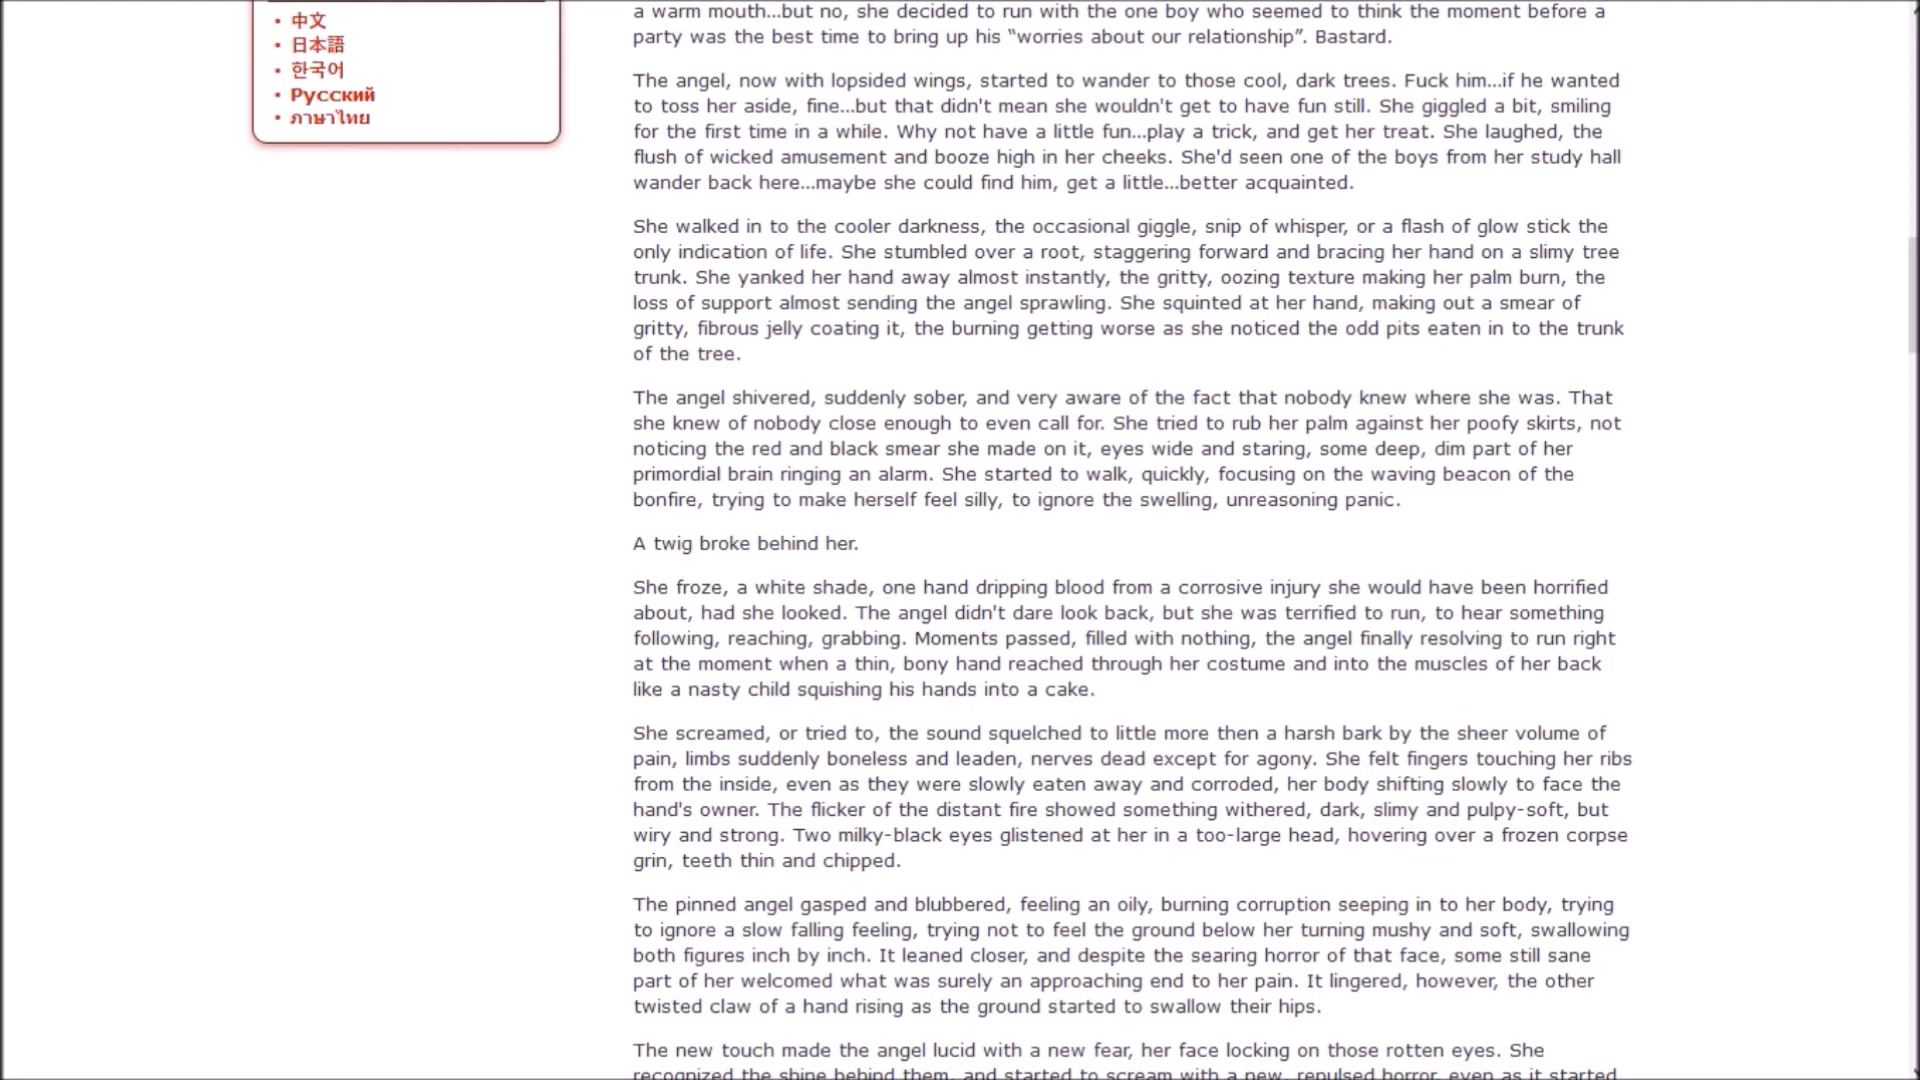 中文
日本語
한국어
Русский
ภาษาไทย
a warm mouth...but no, she decided to run with the one boy who seemed to think the moment before a
party was the best time to bring up his “worries about our relationship”. Bastard.
The angel, now with lopsided wings, started to wander to those cool, dark trees. Fuck him...if he wanted
to toss her aside, fine...but that didn't mean she wouldn't get to have fun still. She giggled a bit, smiling
for the first time in a while. Why not have a little fun...play a trick, and get her treat. She laughed, the
flush of wicked amusement and booze high in her cheeks. She'd seen one of the boys from her study hall
wander back here...maybe she could find him, get a little...better acquainted.
She walked in to the cooler darkness, the occasional giggle, snip of whisper, or a flash of glow stick the
only indication of life. She stumbled over a root, staggering forward and bracing her hand on a slimy tree
trunk. She yanked her hand away almost instantly, the gritty, oozing texture making her palm burn, the
loss of support almost sending the angel sprawling. She squinted at her hand, making out a smear of
gritty, fibrous jelly coating it, the burning getting worse as she noticed the odd pits eaten in to the trunk
of the tree.
The angel shivered, suddenly sober, and very aware of the fact that nobody knew where she was. That
she knew of nobody close enough to even call for. She tried to rub her palm against her poofy skirts, not
noticing the red and black smear she made on it, eyes wide and staring, some deep, dim part of her
primordial brain ringing an alarm. She started to walk, quickly, focusing on the waving beacon of the
bonfire, trying to make herself feel silly, to ignore the swelling, unreasoning panic.
A twig broke behind her.
She froze, a white shade, one hand dripping blood from a corrosive injury she would have been horrified
about, had she looked. The angel didn't dare look back, but she was terrified to run, to hear something
following, reaching, grabbing. Moments passed, filled with nothing, the angel finally resolving to run right
at the moment when a thin, bony hand reached through her costume and into the muscles of her back
like a nasty child squishing his hands into a cake.
She screamed, or tried to, the sound squelched to little more then a harsh bark by the sheer volume of
pain, limbs suddenly boneless and leaden, nerves dead except for agony. She felt fingers touching her ribs
from the inside, even as they were slowly eaten away and corroded, her body shifting slowly to face the
hand's owner. The flicker of the distant fire showed something withered, dark, slimy and pulpy-soft, but
wiry and strong. Two milky-black eyes glistened at her in a too-large head, hovering over a frozen corpse
grin, teeth thin and chipped.
The pinned angel gasped and blubbered, feeling an oily, burning corruption seeping in to her body, trying
to ignore a slow falling feeling, trying not to feel the ground below her turning mushy and soft, swallowing
both figures inch by inch. It leaned closer, and despite the searing horror of that face, some still sane
part of her welcomed what was surely an approaching end to her pain. It lingered, however, the other
twisted claw of a hand rising as the ground started to swallow their hips.
The new touch made the angel lucid with a new fear, her face locking on those rotten eyes. She
recognized the shine behind them, and started to scream with a new, repulsed horror, even as it started